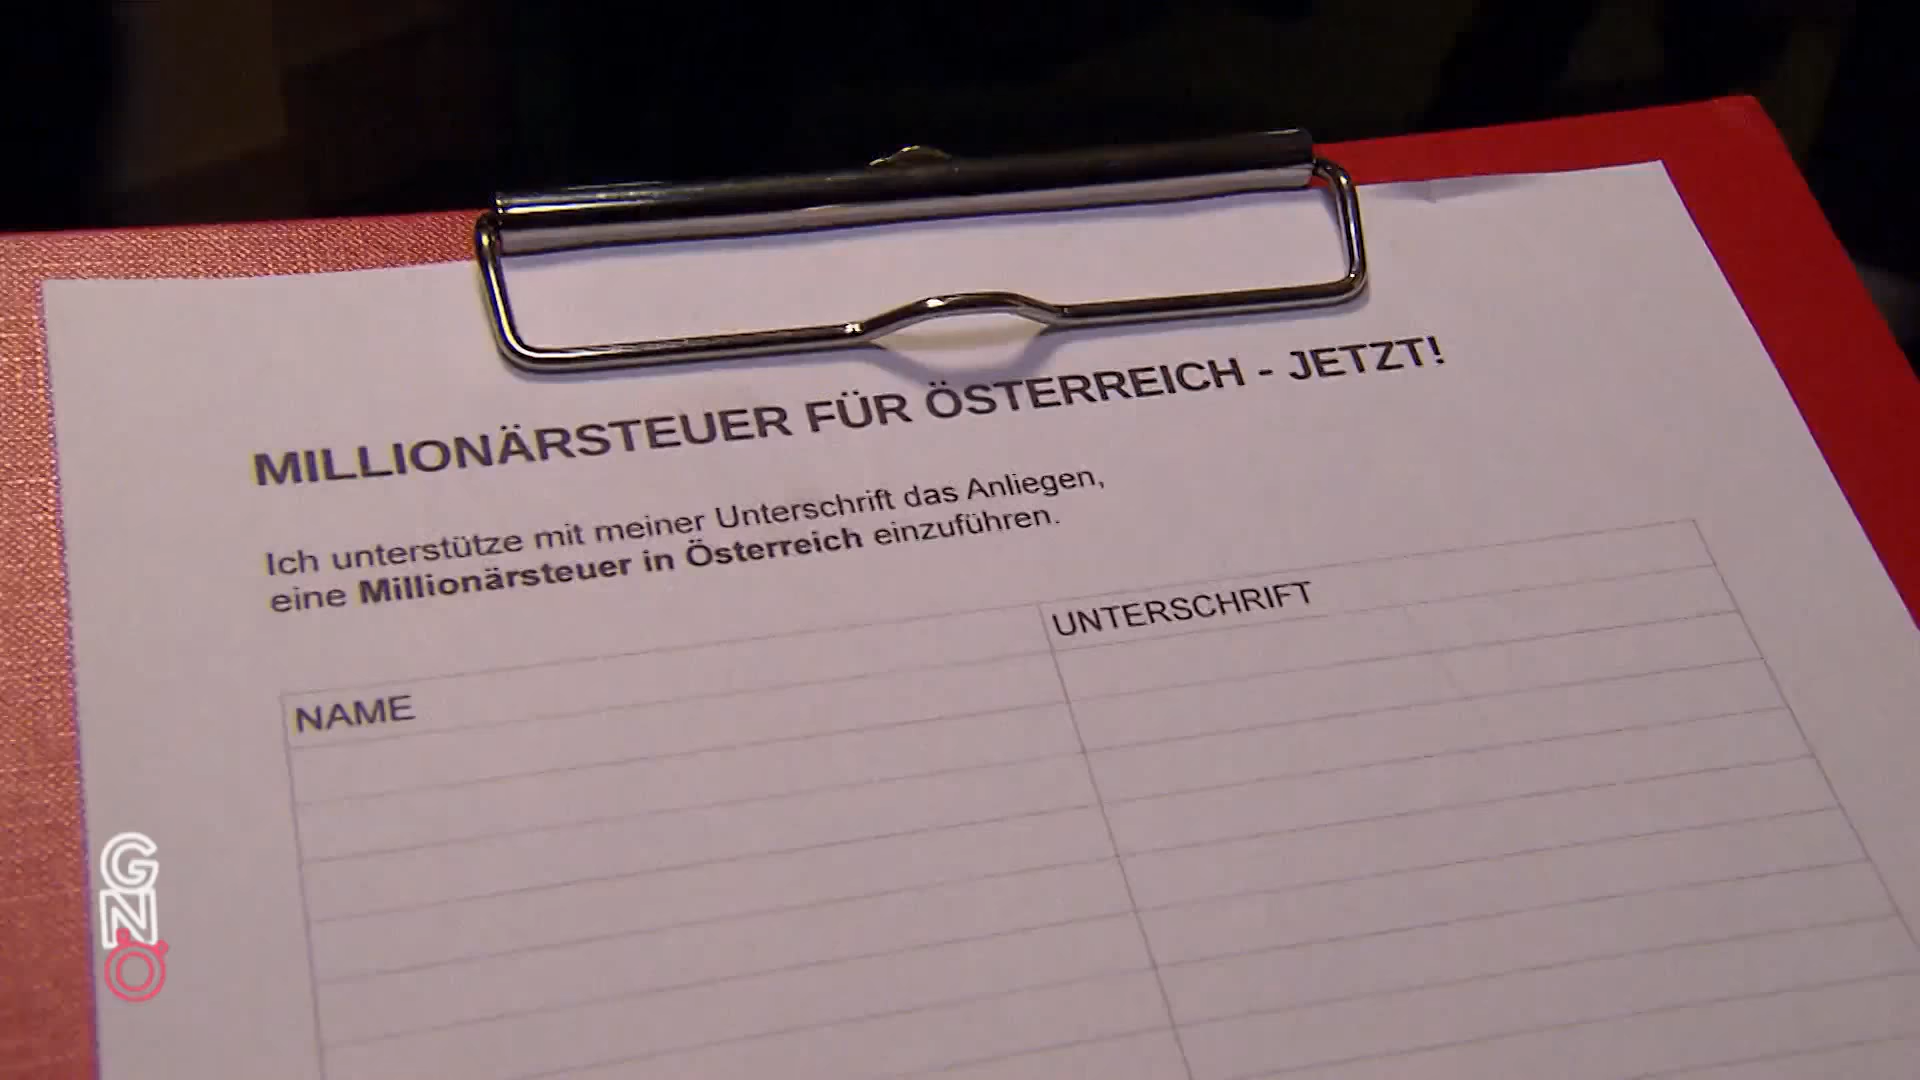 MILLIONÄRSTEUER FÜR ÖSTERREICH - JETZT!
Ich unterstütze mit meiner Unterschrift das Anliegen,
eine Millionärsteuer in Österreich einzuführen.
NAME
UNTERSCHRIFT
GNÖ